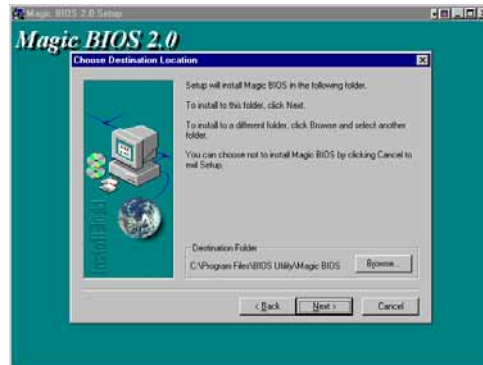 Magic BIOS 2.0 Setup
Magic BIOS 2.0
Choose Destination Location
Setup will install Magic BIOS in the following folder.
To install to this folder, click Next.
To install to a different folder, click Browse and select another
folder.
You can choose not to install Magic BIOS by clicking Cancel to
exit Setup.
InstallShield
Destination Folder
C:\Program Files\BIOS Utility\Magic BIOS
Browse...
< Back
Next >
Cancel